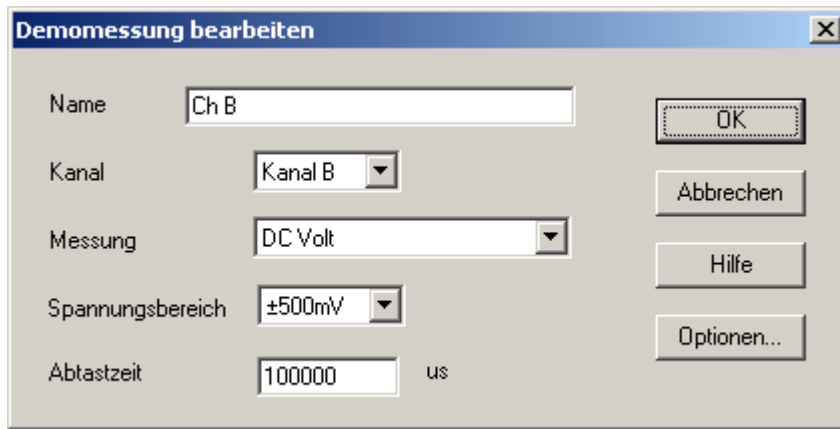 Demomessung bearbeiten
Name Ch B
OK
Kanal Kanal B
Abbrechen
Messung DC Volt
Hilfe
Spannungsbereich ±500mV
Optionen...
Abtastzeit 100000 us